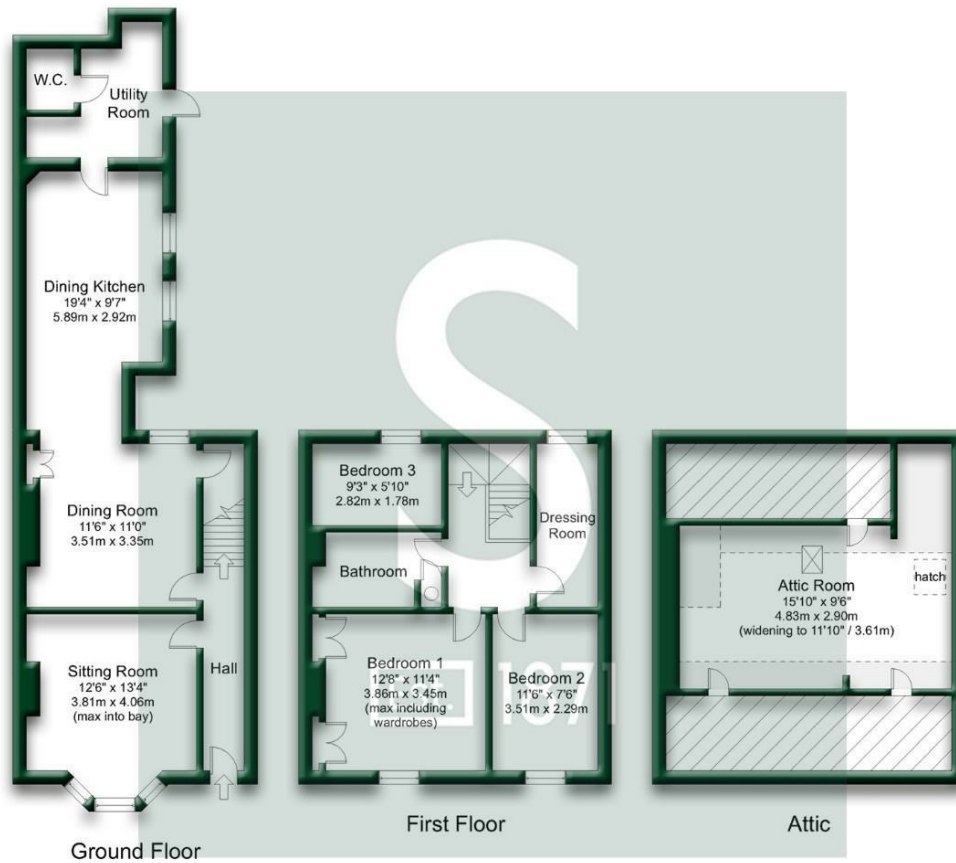 W.C.
Utility
Room
Dining Kitchen
19'4" x 9'7"
5.89m x 2.92m
Dining Room
11'6" x 11'0"
3.51m x 3.35m
Sitting Room
12'6" x 13'4"
3.81m x 4.06m
(max into bay)
Hall
Ground Floor
Bedroom 3
9'3" x 5'10"
2.82m x 1.78m
Dressing
Room
Bathroom
Bedroom 1
12'8" x 11'4"
3.86m x 3.45m
(max including
wardrobes)
Bedroom 2
11'6" x 7'6"
3.51m x 2.29m
First Floor
Attic Room
15'10" x 9'6"
4.83m x 2.90m
(widening to 11'10" / 3.61m)
hatch
Attic
S
1871